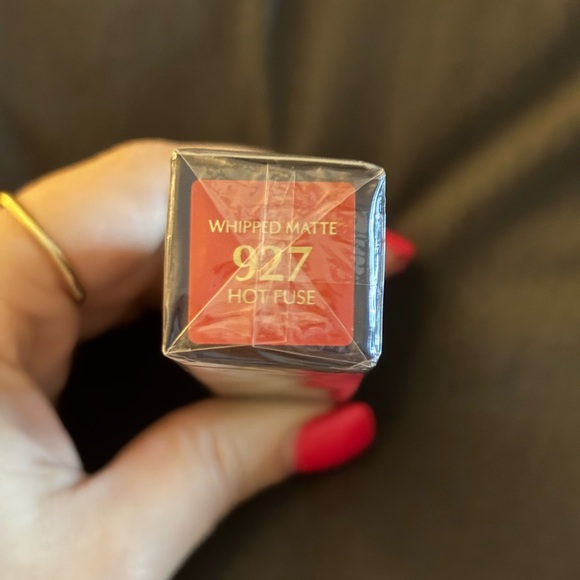 WHIPPED MATTE
927
HOT FUSE